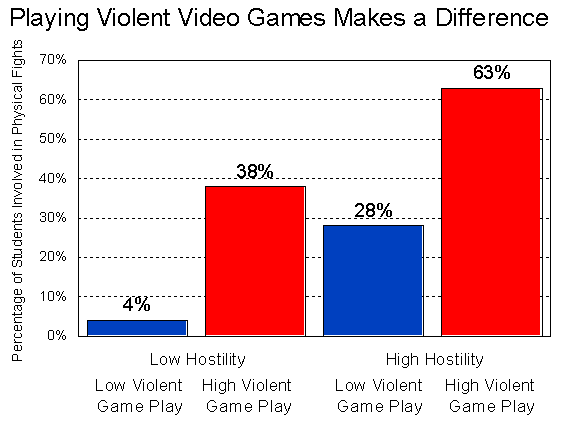 Playing Violent Video Games Makes a Difference
Percentage of Students Involved in Physical Fights
70%
60%
50%
40%
30%
20%
10%
0%
4%
38%
28%
63%
Low Hostility
High Hostility
Low Violent
Game Play
High Violent
Game Play
Low Violent
Game Play
High Violent
Game Play